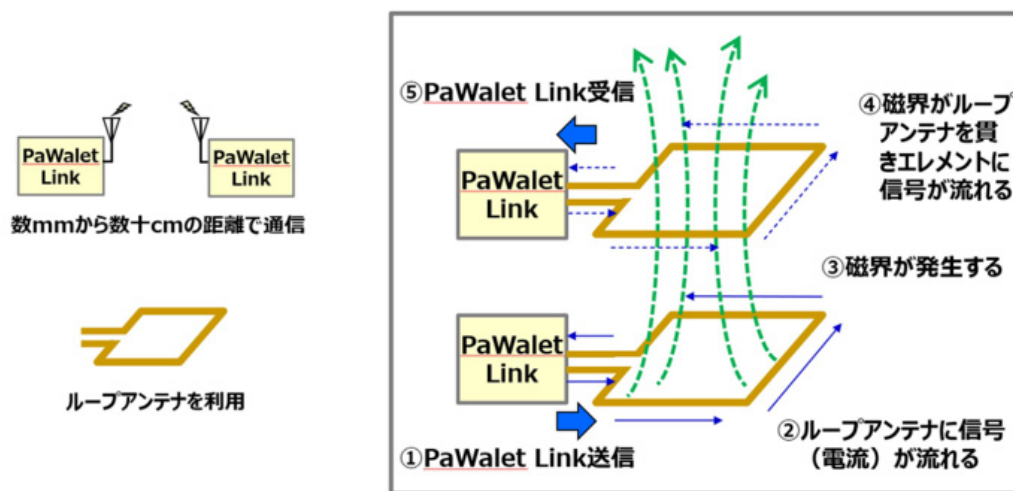 PaWalet
Link
PaWalet
Link
数mmから数十cmの距離で通信
ループアンテナを利用
⑤PaWalet Link受信
PaWalet
Link
④磁界がループ
アンテナを貫
きエレメントに
信号が流れる
③磁界が発生する
PaWalet
Link
①PaWalet Link送信
②ループアンテナに信号
（電流）が流れる